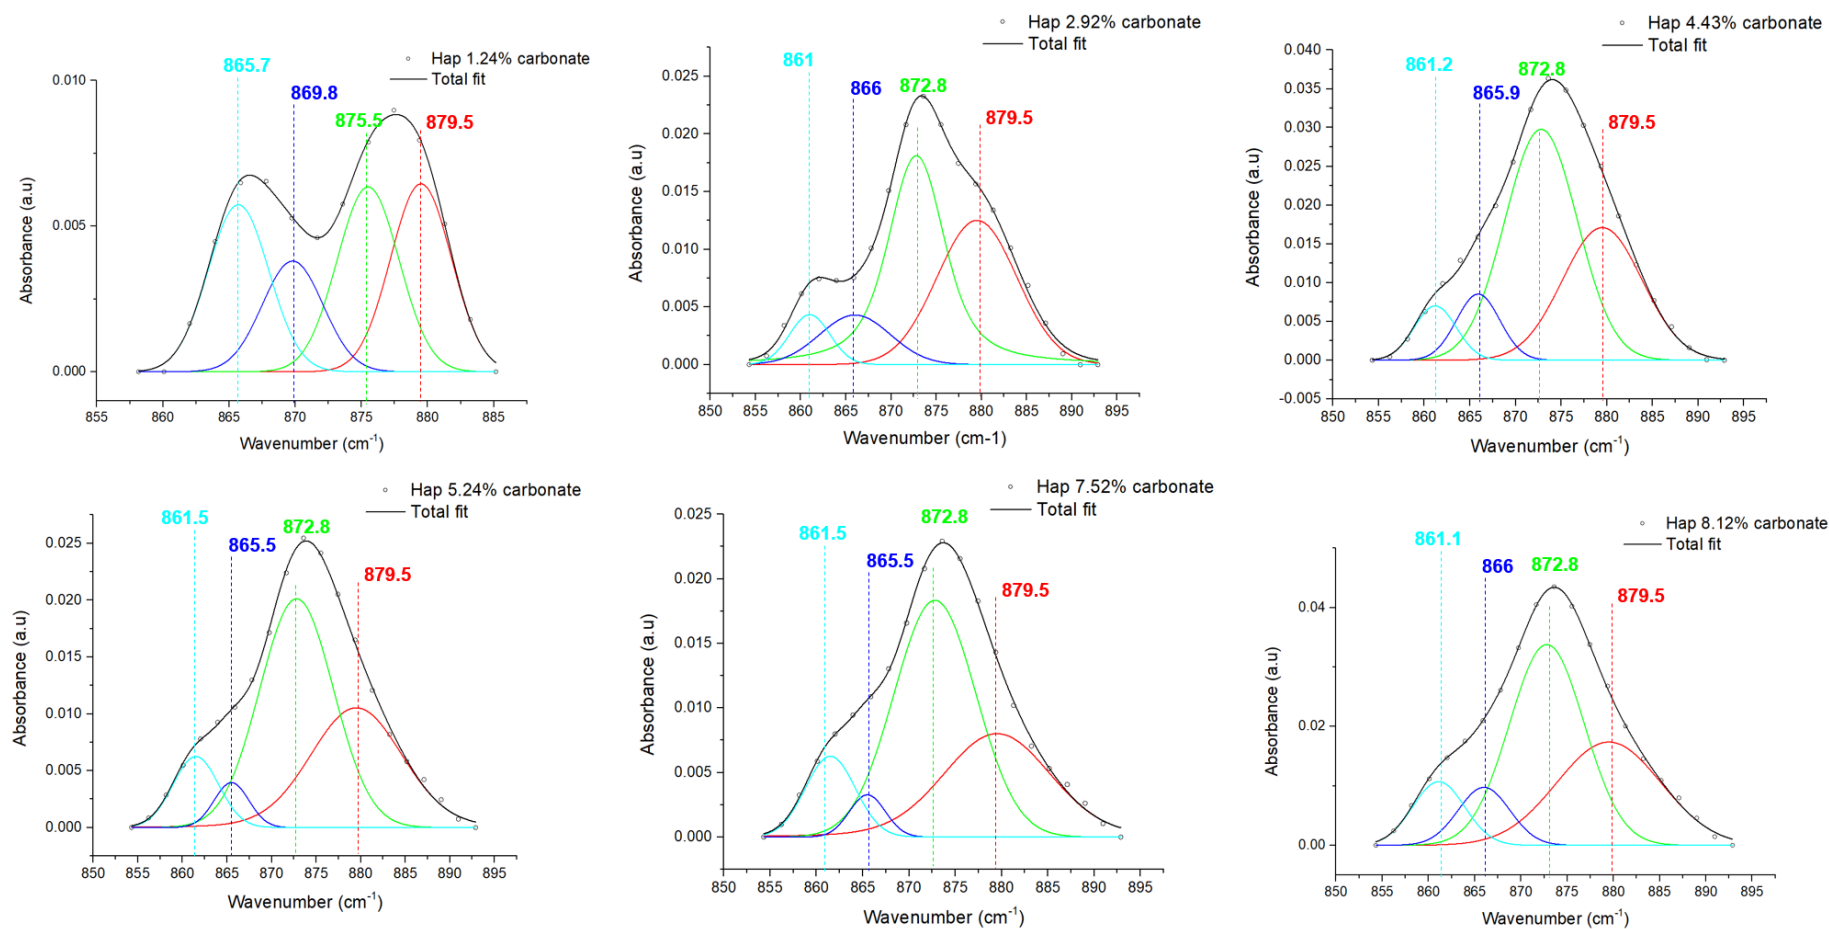 Hap 1.24% carbonate
Total fit
865.7
869.8
875.5
879.5
0.010
0.005
0.000
Absorbance (a.u)
855 860 865 870 875 880 885
Wavenumber (cm-1)
Hap 2.92% carbonate
Total fit
861
866
872.8
879.5
0.025
0.020
0.015
0.010
0.005
0.000
Absorbance (a.u)
850 855 860 865 870 875 880 885 890 895
Wavenumber (cm-1)
Hap 4.43% carbonate
Total fit
861.2
865.9
872.8
879.5
0.040
0.035
0.030
0.025
0.020
0.015
0.010
0.005
0.000
-0.005
Absorbance (a.u)
850 855 860 865 870 875 880 885 890 895
Wavenumber (cm-1)
Hap 5.24% carbonate
Total fit
861.5
865.5
872.8
879.5
0.025
0.020
0.015
0.010
0.005
0.000
Absorbance (a.u)
850 855 860 865 870 875 880 885 890 895
Wavenumber (cm-1)
Hap 7.52% carbonate
Total fit
861.5
865.5
872.8
879.5
0.025
0.020
0.015
0.010
0.005
0.000
Absorbance (a.u)
850 855 860 865 870 875 880 885 890 895
Wavenumber (cm-1)
Hap 8.12% carbonate
Total fit
861.1
866
872.8
879.5
0.04
0.02
0.00
Absorbance (a.u)
850 855 860 865 870 875 880 885 890 895
Wavenumber (cm-1)